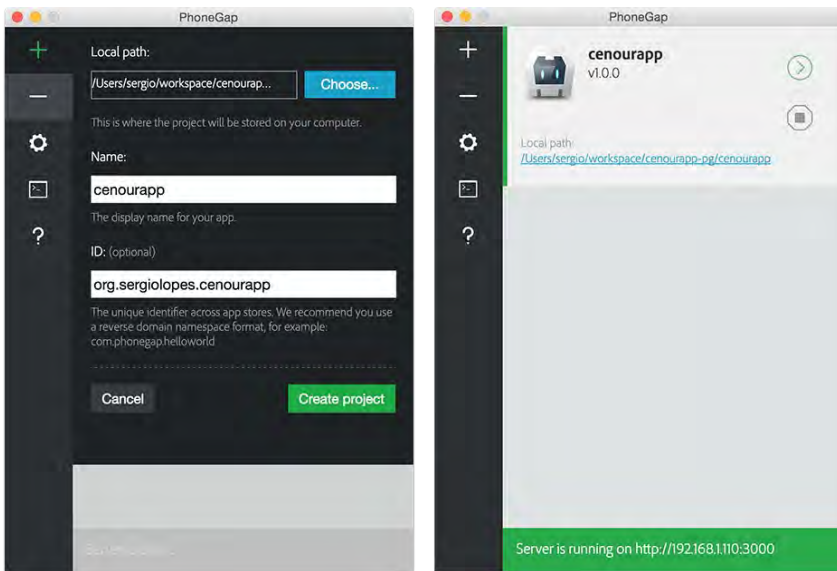 PhoneGap
Local path:
/Users/sergio/workspace/cenourap...
Choose...
This is where the project will be stored on your computer.
Name:
cenourapp
The display name for your app.
ID: (optional)
org.sergiolopes.cenourapp
The unique identifier across app stores. We recommend you use
a reverse domain namespace format, for example:
com.phonegap.helloworld
Cancel
Create project
PhoneGap
cenourapp
v1.0.0
Local path:
/Users/sergio/workspace/cenourapp-pg/cenourapp
Server is running on http://192.168.1.110:3000